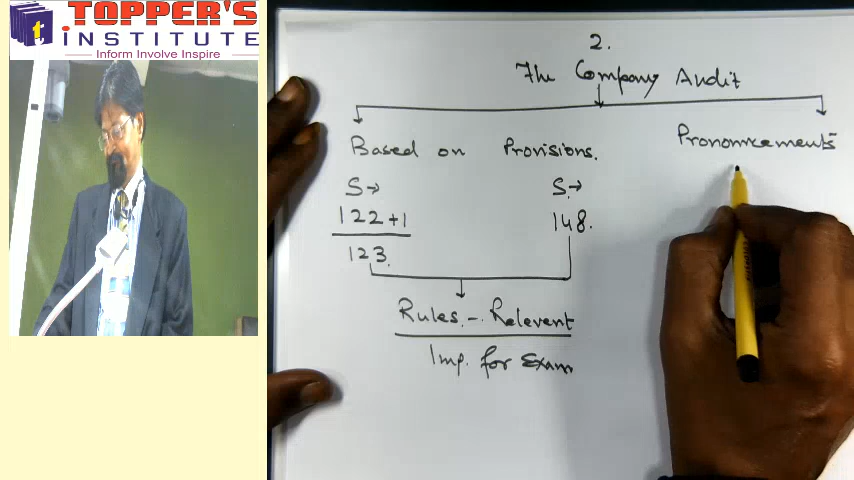 TOPPER'S
t iNSTITUTE
Inform Involve Inspire
2.
The Company Audit
Based on Provisions.
Pronouncements
S→
S.→
122+1
148.
123.
Rules. - Relevent
Imp. for Exam